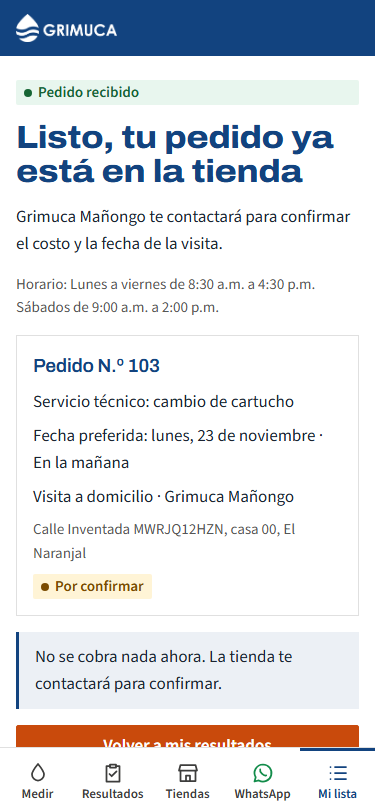 GRIMUCA
Pedido recibido
Listo, tu pedido ya
está en la tienda
Grimuca Mañongo te contactará para confirmar
el costo y la fecha de la visita.
Horario: Lunes a viernes de 8:30 a.m. a 4:30 p.m.
Sábados de 9:00 a.m. a 2:00 p.m.
Pedido N.º 103
Servicio técnico: cambio de cartucho
Fecha preferida: lunes, 23 de noviembre ·
En la mañana
Visita a domicilio · Grimuca Mañongo
Calle Inventada MWRJQ12HZN, casa 00, El
Naranjal
Por confirmar
No se cobra nada ahora. La tienda te
contactará para confirmar.
Volver a mis resultados
Medir Resultados Tiendas WhatsApp Mi lista